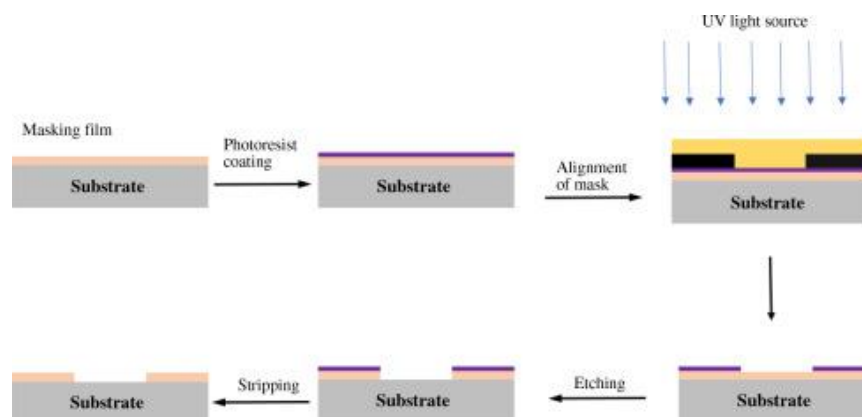 UV light source
Masking film
Photoresist
coating
Alignment
of mask
Substrate
Substrate
Substrate
Stripping
Etching
Substrate
Substrate
Substrate